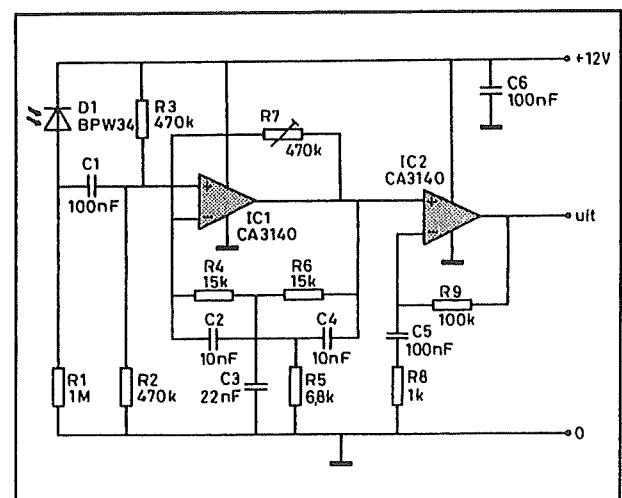 +12V
D1
BPW34
R3
470k
C6
100nF
R7
470k
C1
100nF
+
-
IC1
CA3140
IC2
CA3140
+
-
uit
R4
15k
R6
15k
R9
100k
C2
10nF
C4
10nF
C5
100nF
R1
1M
R2
470k
C3
22nF
R5
6,8k
R8
1k
0